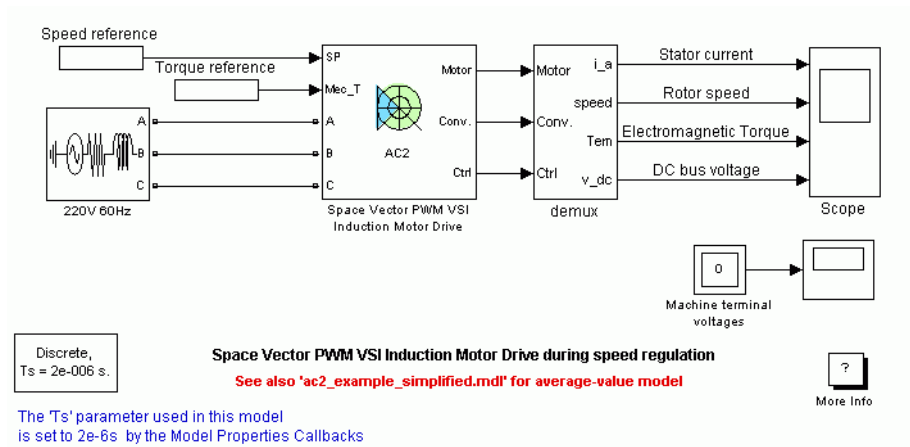 Speed reference
Torque reference
SP
Mec_T
A
B
C
AC2
Motor
Conv.
Ctrl
Space Vector PWM VSI
Induction Motor Drive
A
B
C
220V 60Hz
Motor
Conv.
Ctrl
i_a
speed
Tem
v_dc
demux
Stator current
Rotor speed
Electromagnetic Torque
DC bus voltage
Scope
0
Machine terminal
voltages
Discrete,
Ts = 2e-006 s.
Space Vector PWM VSI Induction Motor Drive during speed regulation
See also 'ac2_example_simplified.mdl' for average-value model
?
More Info
The 'Ts' parameter used in this model
is set to 2e-6s by the Model Properties Callbacks